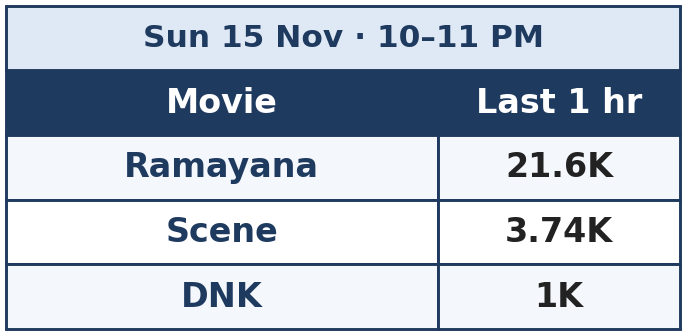 Sun 15 Nov · 10–11 PM
Movie Last 1 hr
Ramayana 21.6K
Scene 3.74K
DNK 1K